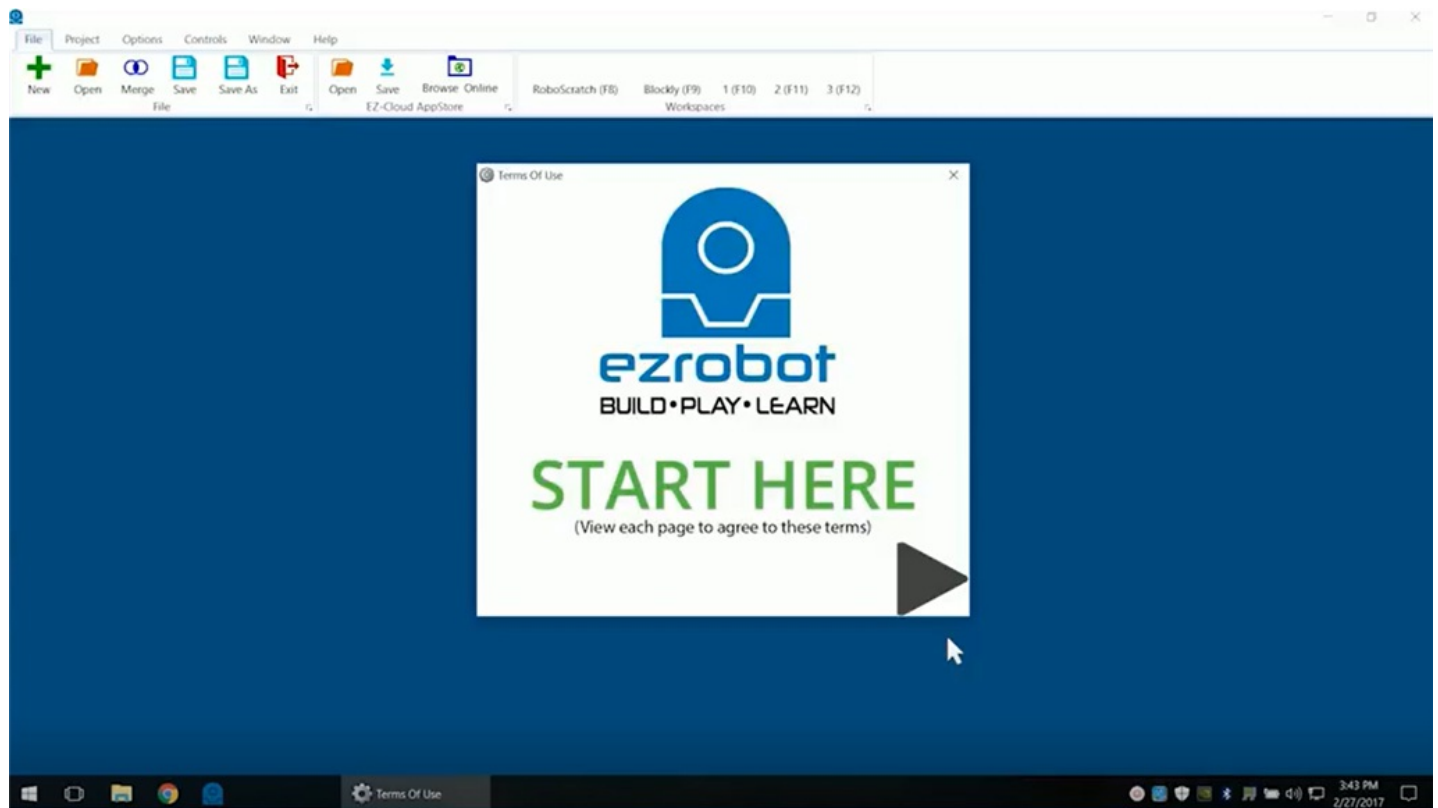 File Project Options Controls Window Help
New Open Merge Save Save As Exit Open Save Browse Online RoboScratch (F8) Blockly (F9) 1 (F10) 2 (F11) 3 (F12)
File EZ-Cloud AppStore Workspaces
Terms Of Use
ezrobot
BUILD•PLAY•LEARN
START HERE
(View each page to agree to these terms)
Terms Of Use
3:43 PM
2/27/2017